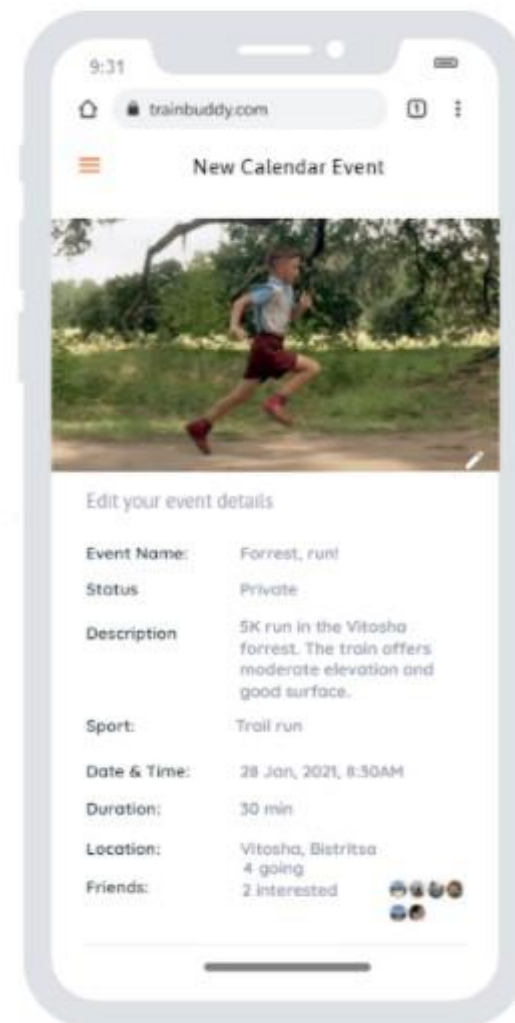 9:31
trainbuddy.com 1
New Calendar Event
Edit your event details
Event Name: Forrest, run!
Status Private
Description 5K run in the Vitosha
forrest. The train offers
moderate elevation and
good surface.
Sport: Trail run
Date & Time: 28 Jan, 2021, 8:30AM
Duration: 30 min
Location: Vitosha, Bistritsa
4 going
Friends: 2 interested